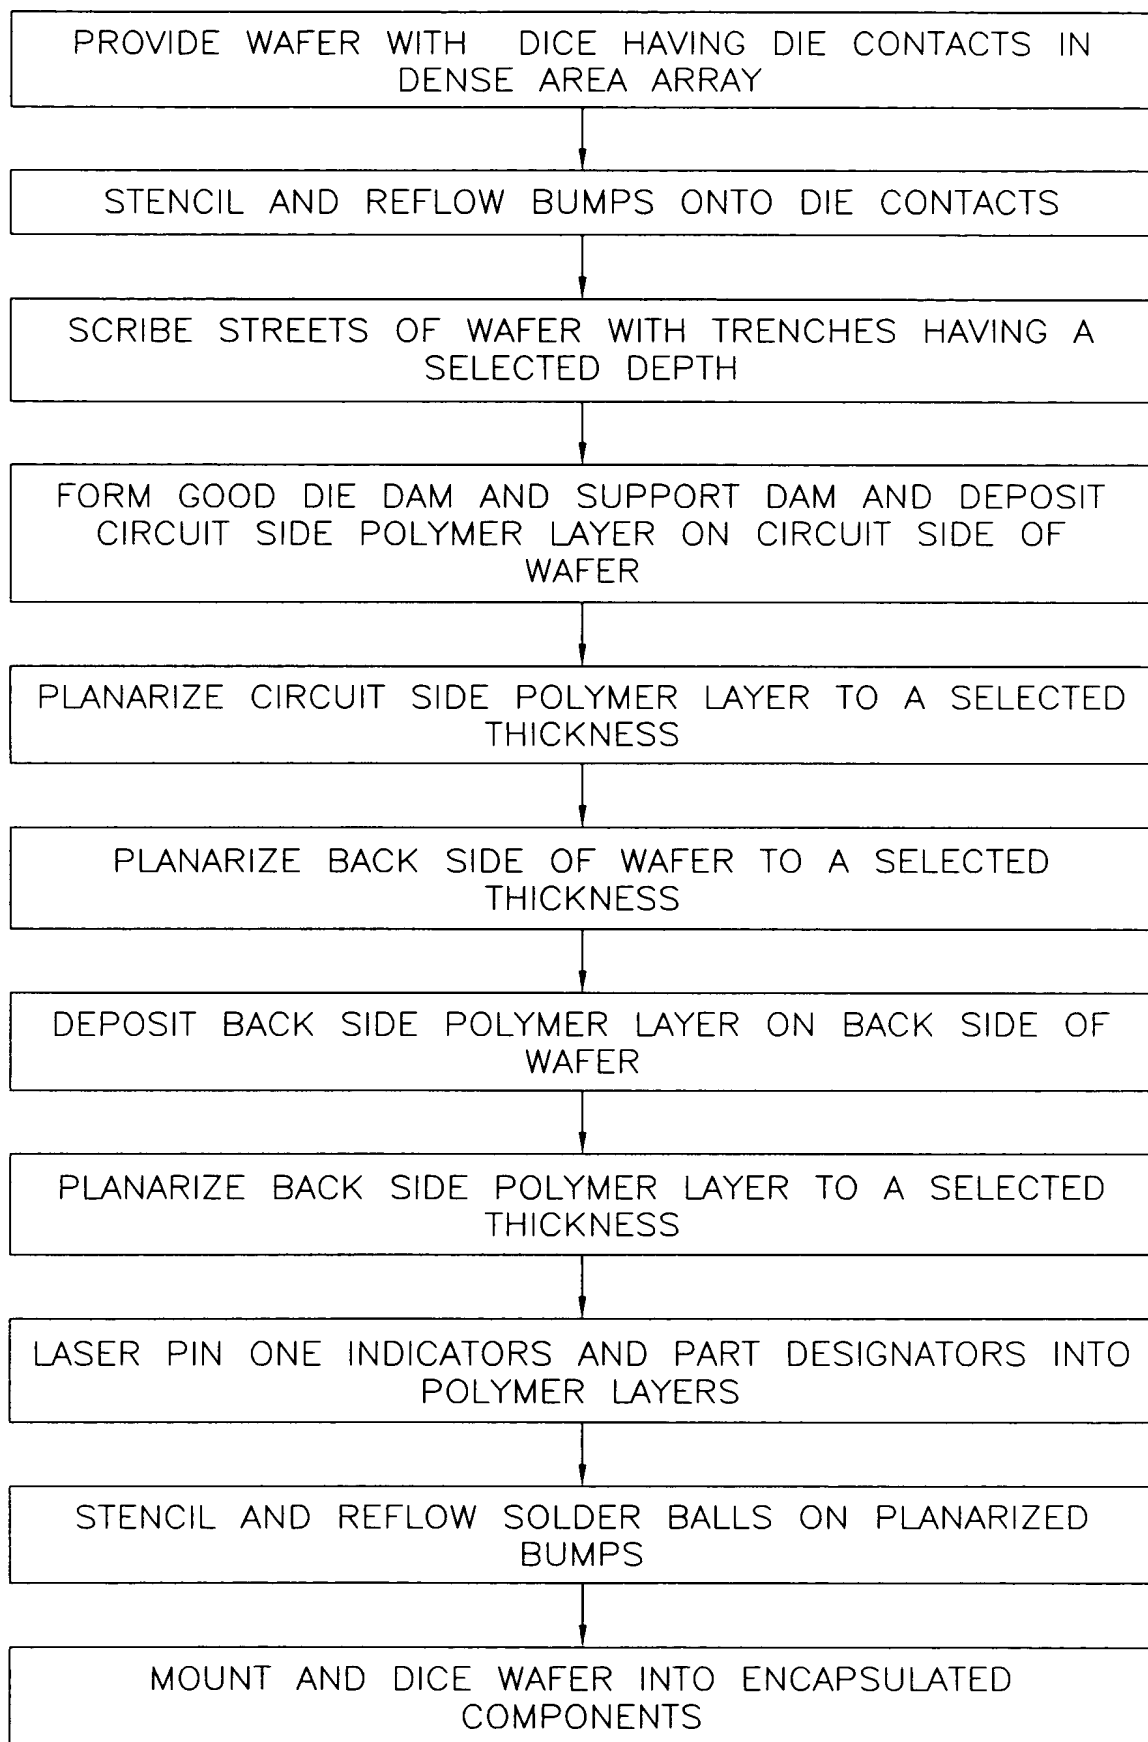 PROVIDE WAFER WITH DICE HAVING DIE CONTACTS IN
DENSE AREA ARRAY
STENCIL AND REFLOW BUMPS ONTO DIE CONTACTS
SCRIBE STREETS OF WAFER WITH TRENCHES HAVING A
SELECTED DEPTH
FORM GOOD DIE DAM AND SUPPORT DAM AND DEPOSIT
CIRCUIT SIDE POLYMER LAYER ON CIRCUIT SIDE OF
WAFER
PLANARIZE CIRCUIT SIDE POLYMER LAYER TO A SELECTED
THICKNESS
PLANARIZE BACK SIDE OF WAFER TO A SELECTED
THICKNESS
DEPOSIT BACK SIDE POLYMER LAYER ON BACK SIDE OF
WAFER
PLANARIZE BACK SIDE POLYMER LAYER TO A SELECTED
THICKNESS
LASER PIN ONE INDICATORS AND PART DESIGNATORS INTO
POLYMER LAYERS
STENCIL AND REFLOW SOLDER BALLS ON PLANARIZED
BUMPS
MOUNT AND DICE WAFER INTO ENCAPSULATED
COMPONENTS